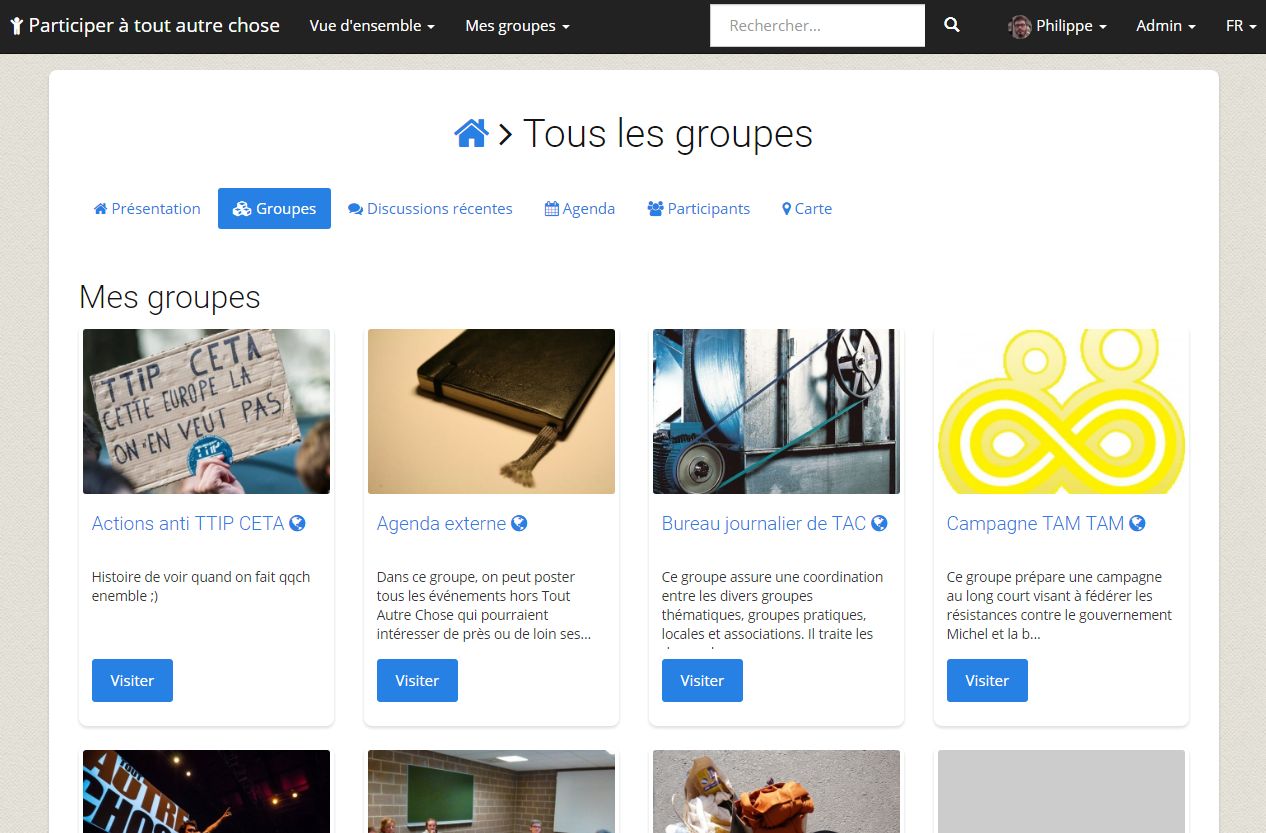 Participer à tout autre chose
Vue d'ensemble
Mes groupes
Rechercher...
Philippe
Admin
FR
Tous les groupes
Présentation
Groupes
Discussions récentes
Agenda
Participants
Carte
Mes groupes
TTIP CETA
CETTE EUROPE LA
ON'EN VEUT PAS
TTIP
Actions anti TTIP CETA
Histoire de voir quand on fait qqch
enemble ;)
Visiter
Agenda externe
Dans ce groupe, on peut poster
tous les événements hors Tout
Autre Chose qui pourraient
intéresser de près ou de loin ses...
Visiter
Bureau journalier de TAC
Ce groupe assure une coordination
entre les divers groupes
thématiques, groupes pratiques,
locales et associations. Il traite les
Visiter
Campagne TAM TAM
Ce groupe prépare une campagne
au long court visant à fédérer les
résistances contre le gouvernement
Michel et la b...
Visiter
TOUT
AUTRE
CHOSE